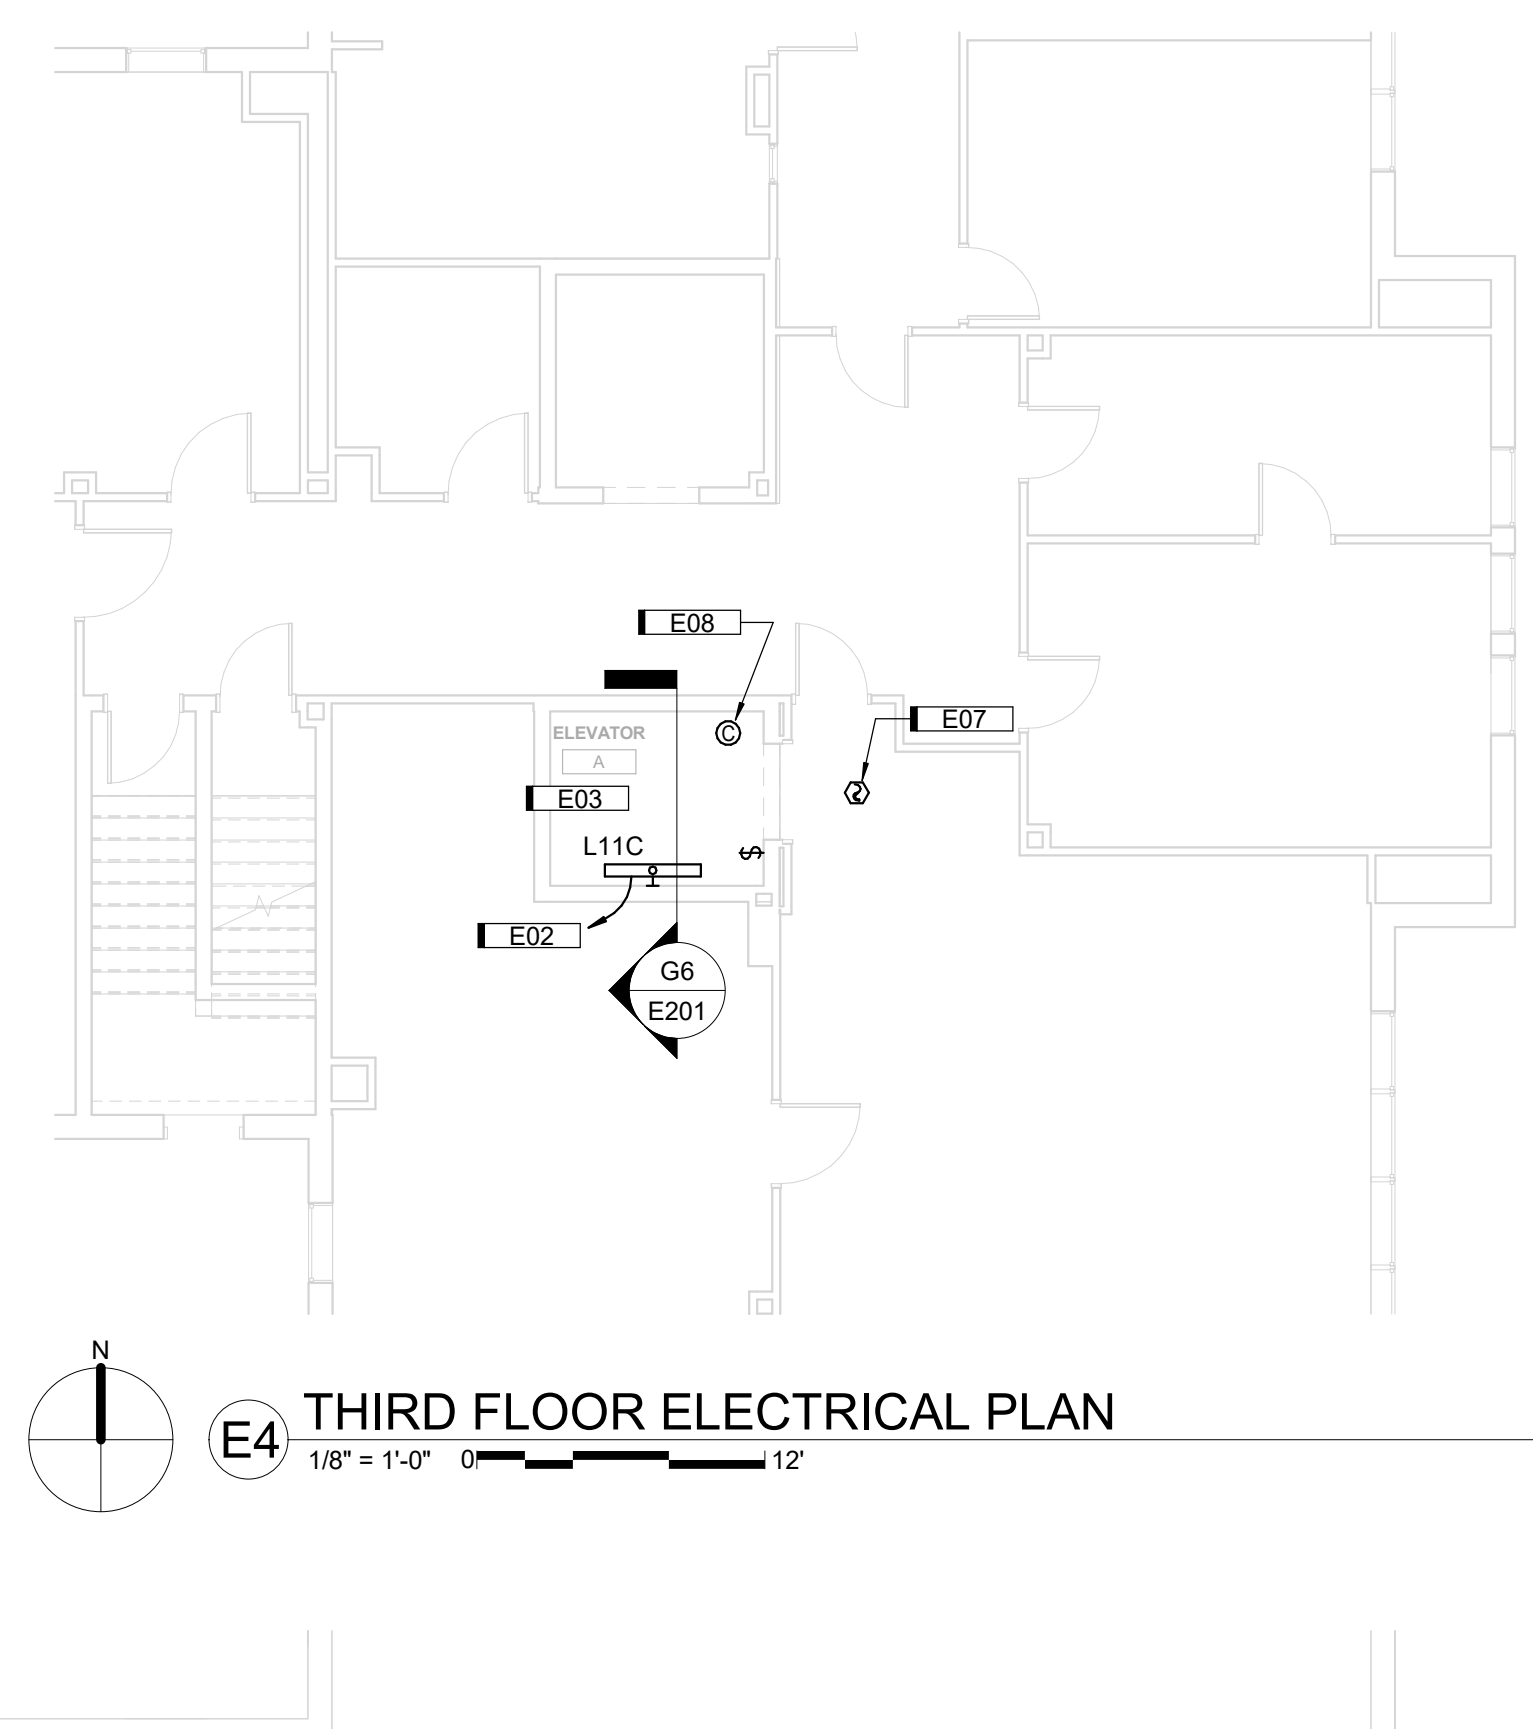 E08
E07
ELEVATOR
A
E03
L11C
$
E02
G6
E201
N
E4
THIRD FLOOR ELECTRICAL PLAN
1/8" = 1'-0" 0 12'
C
2